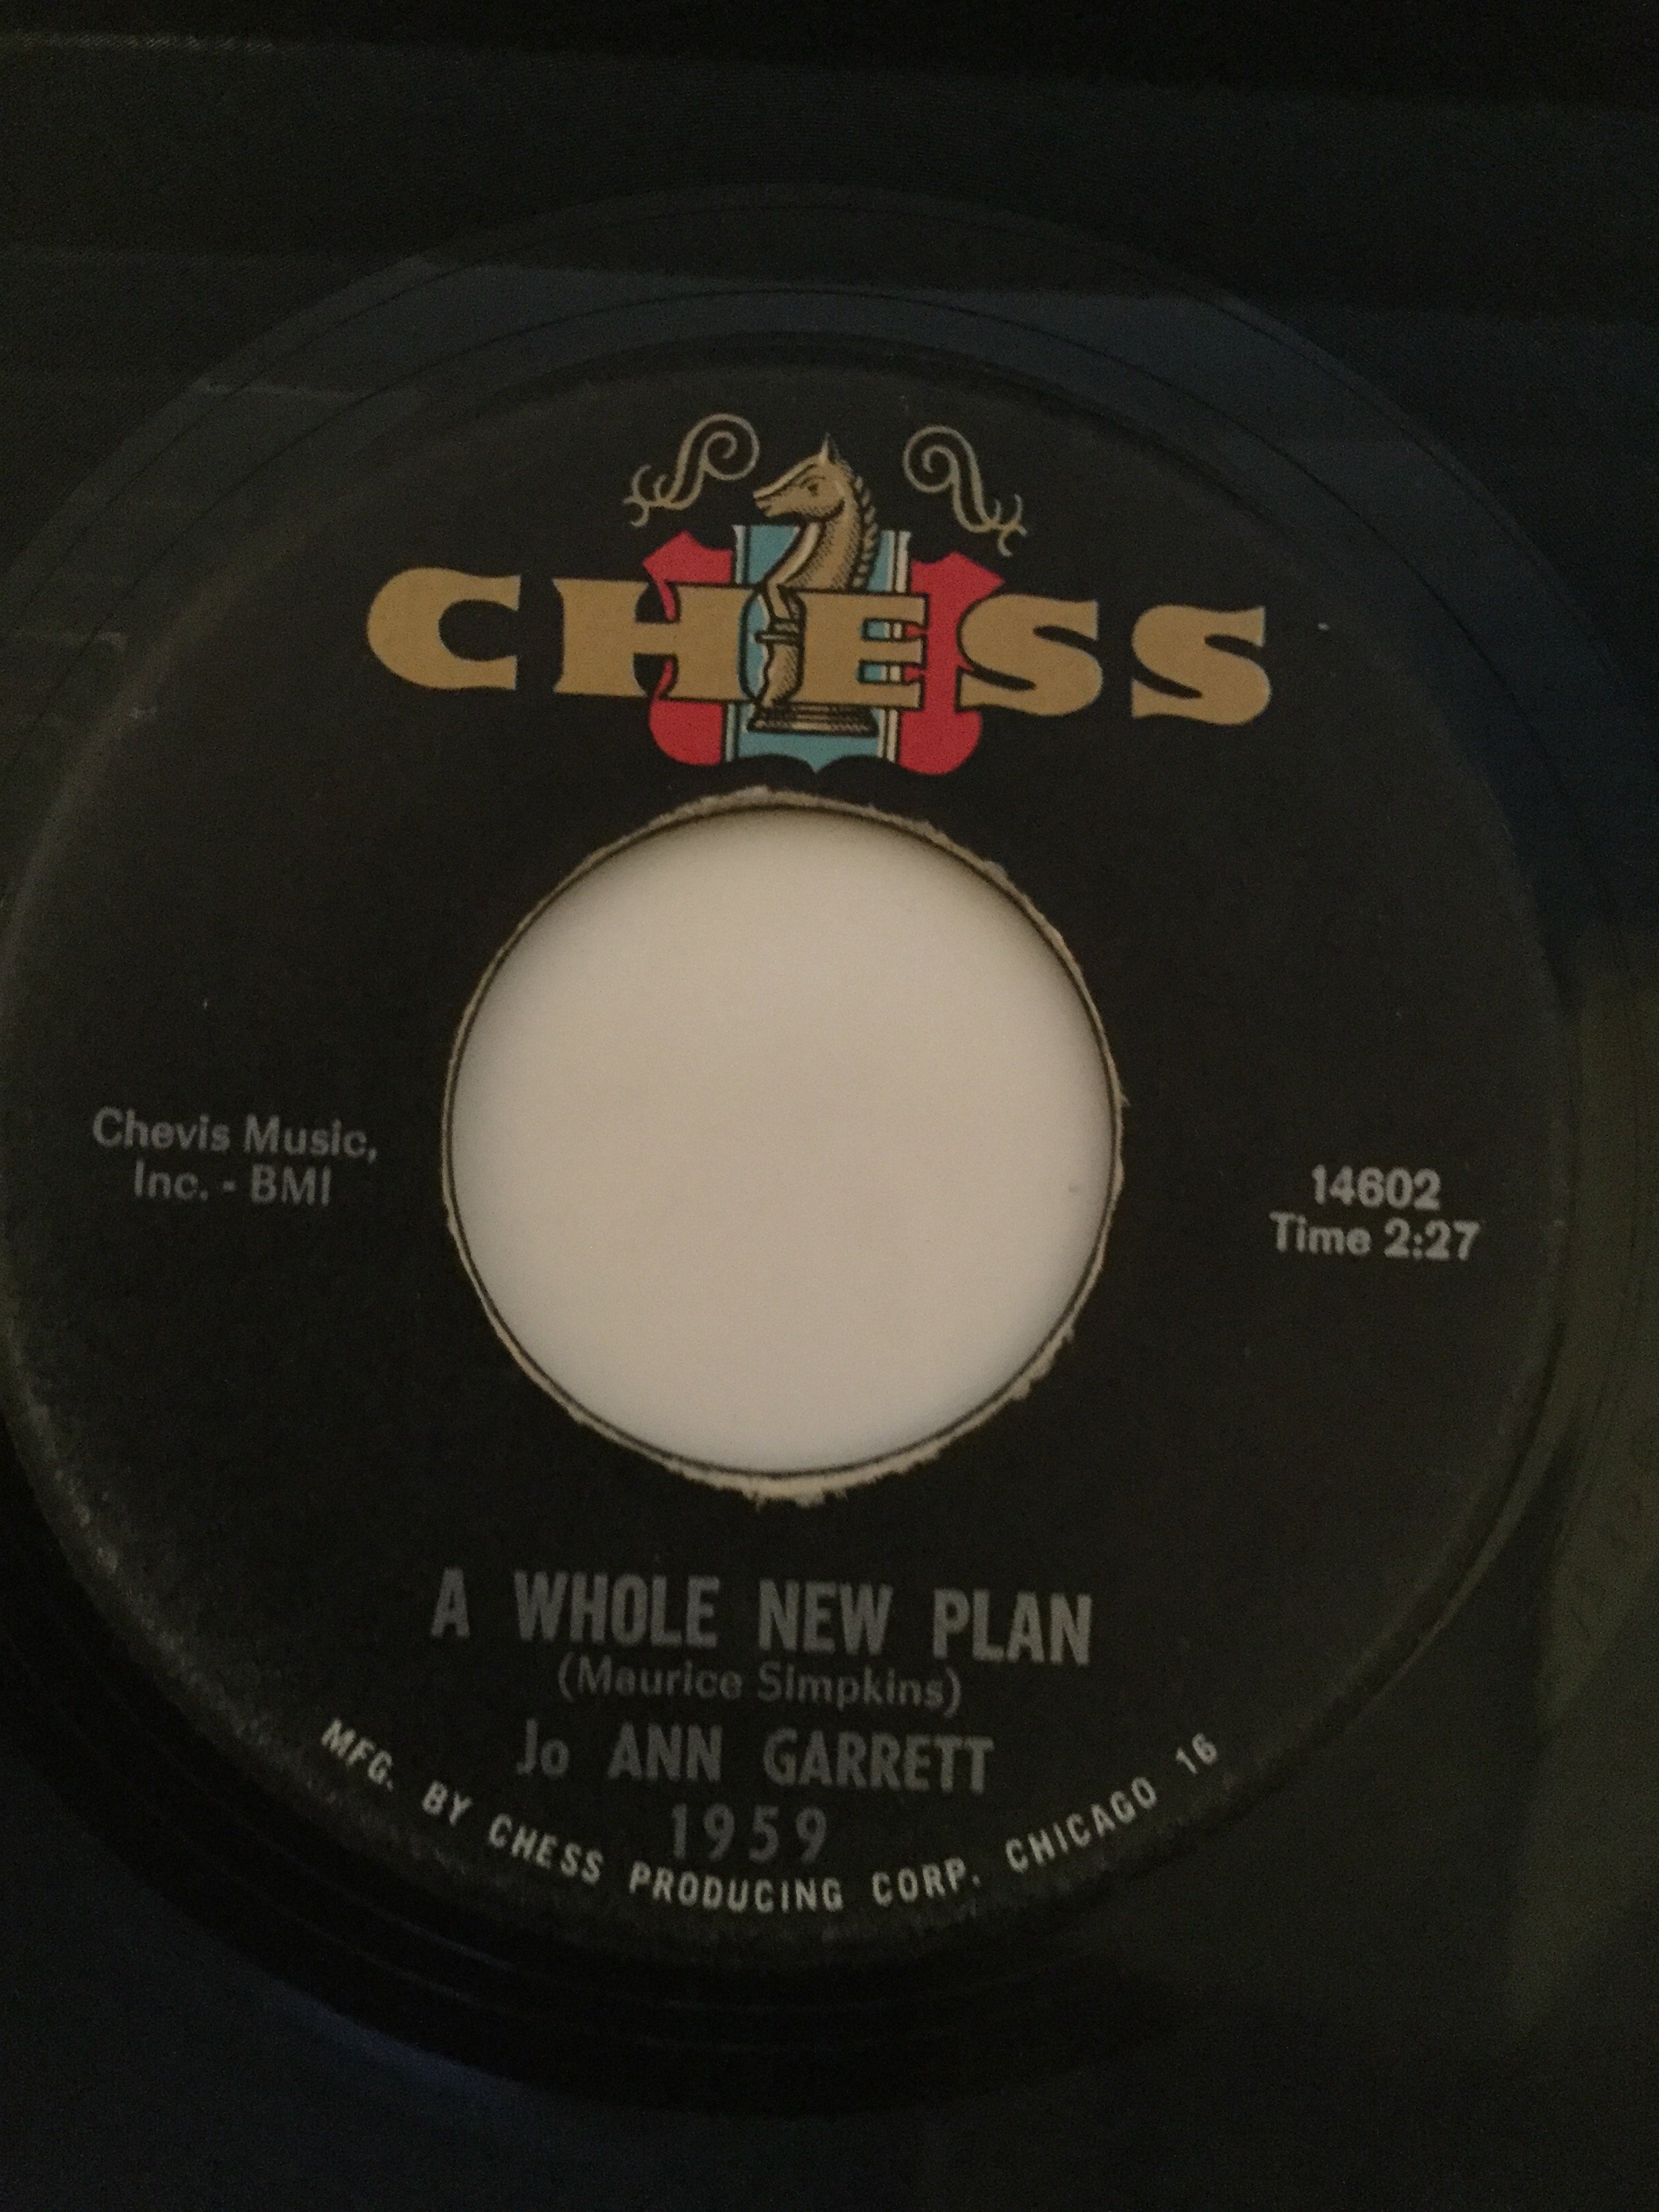 CHESS
Chevis Music,
Inc. - BMI
14602
Time 2:27
A WHOLE NEW PLAN
(Maurice Simpkins)
Jo ANN GARRETT
1959
MFG. BY CHESS PRODUCING CORP. CHICAGO 16